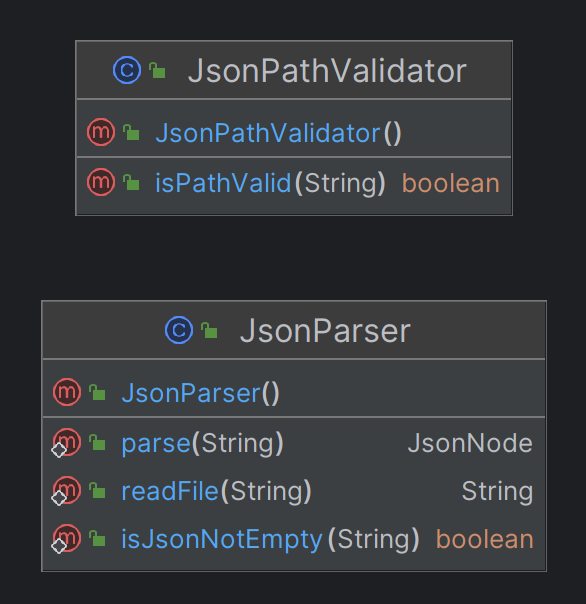 JsonPathValidator
JsonPathValidator()
isPathValid(String) boolean
JsonParser
JsonParser()
parse(String) JsonNode
readFile(String) String
isJsonNotEmpty(String) boolean